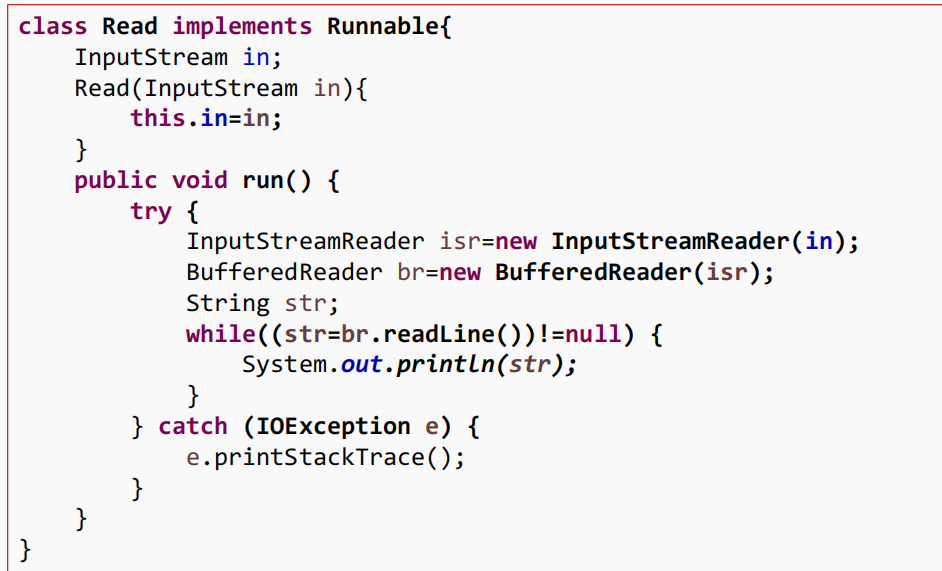 class Read implements Runnable{
    InputStream in;
    Read(InputStream in){
        this.in=in;
    }
    public void run() {
        try {
            InputStreamReader isr=new InputStreamReader(in);
            BufferedReader br=new BufferedReader(isr);
            String str;
            while((str=br.readLine())!=null) {
                System.out.println(str);
            }
        } catch (IOException e) {
            e.printStackTrace();
        }
    }
}